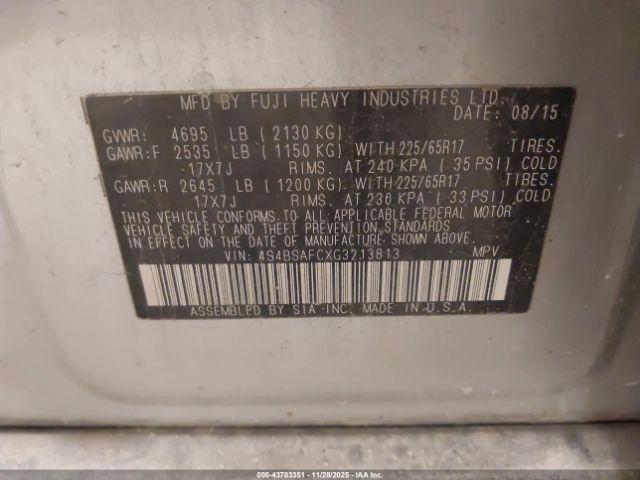 MFD BY FUJI HEAVY INDUSTRIES LTD.
DATE: 08/15
GVWR: 4695 LB (2130 KG)
GAWR:F 2535 LB (1150 KG) WITH 225/65R17 TIRES.
17X7J RIMS. AT 240 KPA (35 PSI) COLD
GAWR:R 2645 LB (1200 KG) WITH 225/65R17 TIRES.
17X7J RIMS. AT 230 KPA (33 PSI) COLD
THIS VEHICLE CONFORMS TO ALL APPLICABLE FEDERAL MOTOR
VEHICLE SAFETY AND THEFT PREVENTION STANDARDS IN EFFECT
ON THE DATE OF MANUFACTURE SHOWN ABOVE.
VIN: 4S4BSAFCXG3213813 MPV
ASSEMBLED BY SIA INC. MADE IN U.S.A.
000-43783351 | 11/28/2025 | IAA Inc.